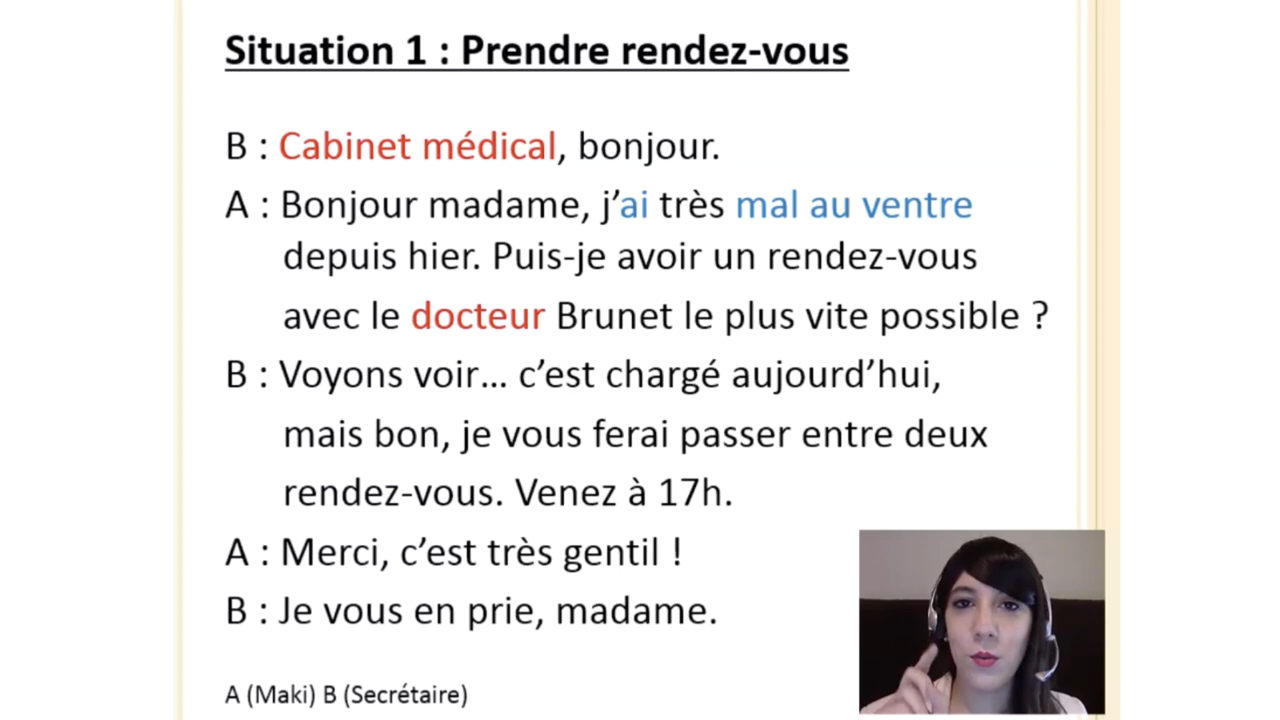 Situation 1 : Prendre rendez-vous
B : Cabinet médical, bonjour.
A : Bonjour madame, j’ai très mal au ventre
depuis hier. Puis-je avoir un rendez-vous
avec le docteur Brunet le plus vite possible ?
B : Voyons voir… c’est chargé aujourd’hui,
mais bon, je vous ferai passer entre deux
rendez-vous. Venez à 17h.
A : Merci, c’est très gentil !
B : Je vous en prie, madame.
A (Maki) B (Secrétaire)